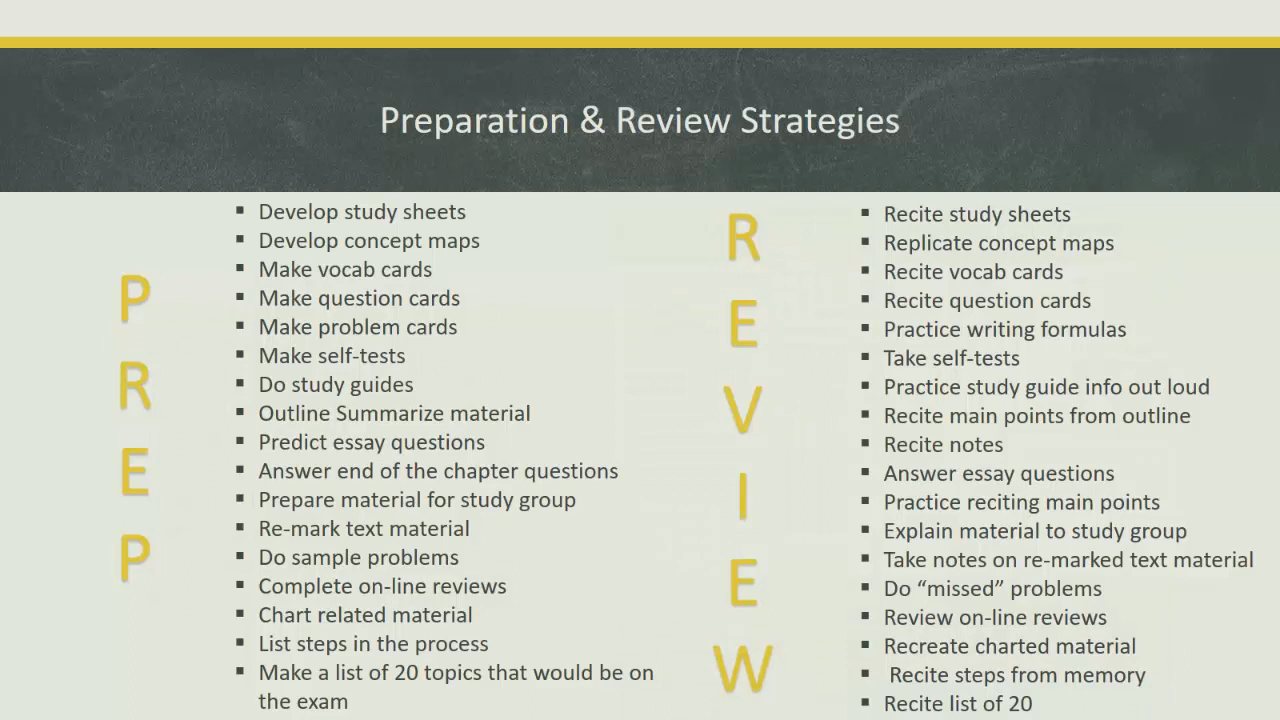 Preparation & Review Strategies
P
R
E
P
▪ Develop study sheets
▪ Develop concept maps
▪ Make vocab cards
▪ Make question cards
▪ Make problem cards
▪ Make self-tests
▪ Do study guides
▪ Outline Summarize material
▪ Predict essay questions
▪ Answer end of the chapter questions
▪ Prepare material for study group
▪ Re-mark text material
▪ Do sample problems
▪ Complete on-line reviews
▪ Chart related material
▪ List steps in the process
▪ Make a list of 20 topics that would be on
the exam
R
E
V
I
E
W
▪ Recite study sheets
▪ Replicate concept maps
▪ Recite vocab cards
▪ Recite question cards
▪ Practice writing formulas
▪ Take self-tests
▪ Practice study guide info out loud
▪ Recite main points from outline
▪ Recite notes
▪ Answer essay questions
▪ Practice reciting main points
▪ Explain material to study group
▪ Take notes on re-marked text material
▪ Do “missed” problems
▪ Review on-line reviews
▪ Recreate charted material
▪ Recite steps from memory
▪ Recite list of 20